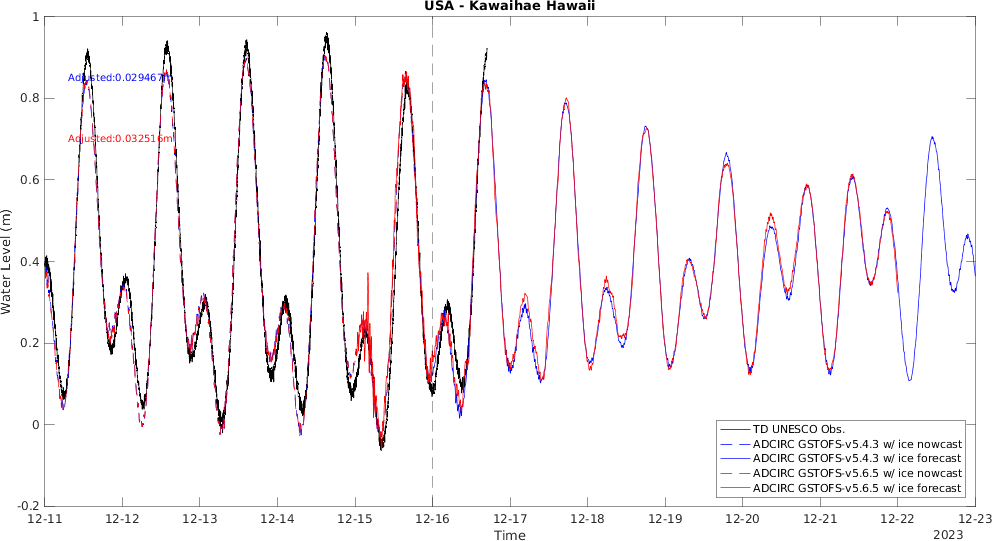 USA - Kawaihae Hawaii
1
0.8
0.6
0.4
0.2
0
-0.2
Water Level (m)
Adjusted:0.029467m
Adjusted:0.032516m
TD UNESCO Obs.
ADCIRC GSTOFS-v5.4.3 w/ ice nowcast
ADCIRC GSTOFS-v5.4.3 w/ ice forecast
ADCIRC GSTOFS-v5.6.5 w/ ice nowcast
ADCIRC GSTOFS-v5.6.5 w/ ice forecast
12-11 12-12 12-13 12-14 12-15 12-16 12-17 12-18 12-19 12-20 12-21 12-22 12-23
Time
2023